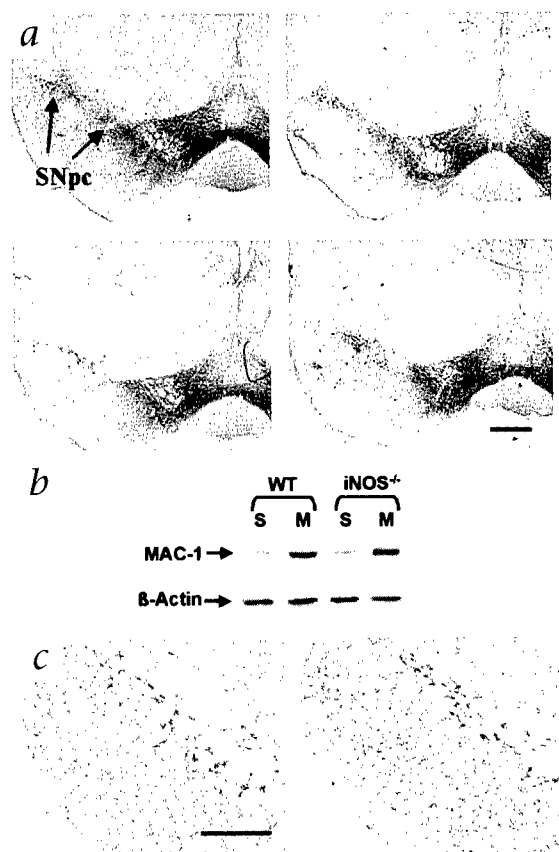 a
SNpc
b
WT iNOS-/-
S M S M
MAC-1
ß-Actin
c